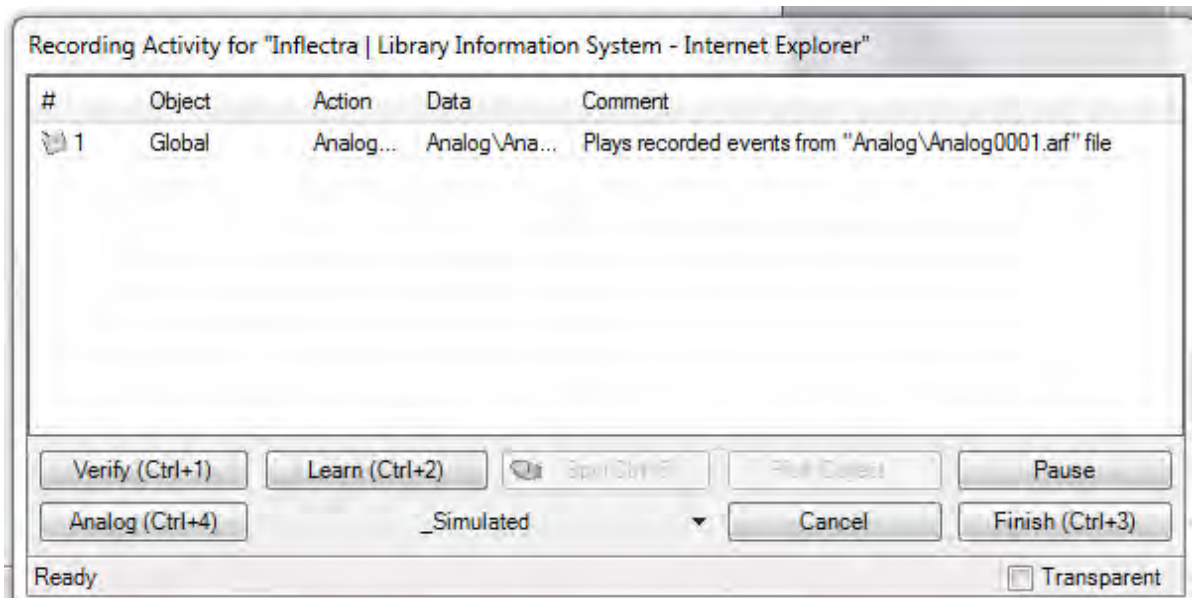 Recording Activity for "Inflectra | Library Information System - Internet Explorer"
# Object Action Data Comment
1 Global Analog... Analog\Ana... Plays recorded events from "Analog\Analog0001.arf" file
Verify (Ctrl+1) Learn (Ctrl+2) Pause
Analog (Ctrl+4) _Simulated Cancel Finish (Ctrl+3)
Ready Transparent